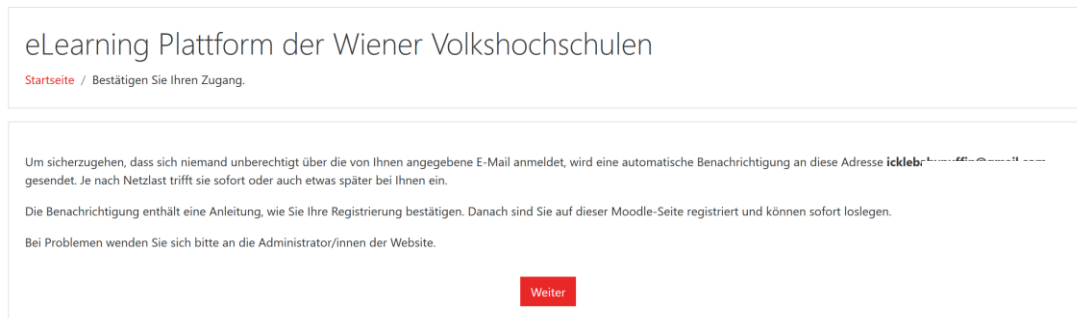 eLearning Plattform der Wiener Volkshochschulen
Startseite / Bestätigen Sie Ihren Zugang.
Um sicherzugehen, dass sich niemand unberechtigt über die von Ihnen angegebene E-Mail anmeldet, wird eine automatische Benachrichtigung an diese Adresse
gesendet. Je nach Netzlast trifft sie sofort oder auch etwas später bei Ihnen ein.
Die Benachrichtigung enthält eine Anleitung, wie Sie Ihre Registrierung bestätigen. Danach sind Sie auf dieser Moodle-Seite registriert und können sofort loslegen.
Bei Problemen wenden Sie sich bitte an die Administrator/innen der Website.
Weiter